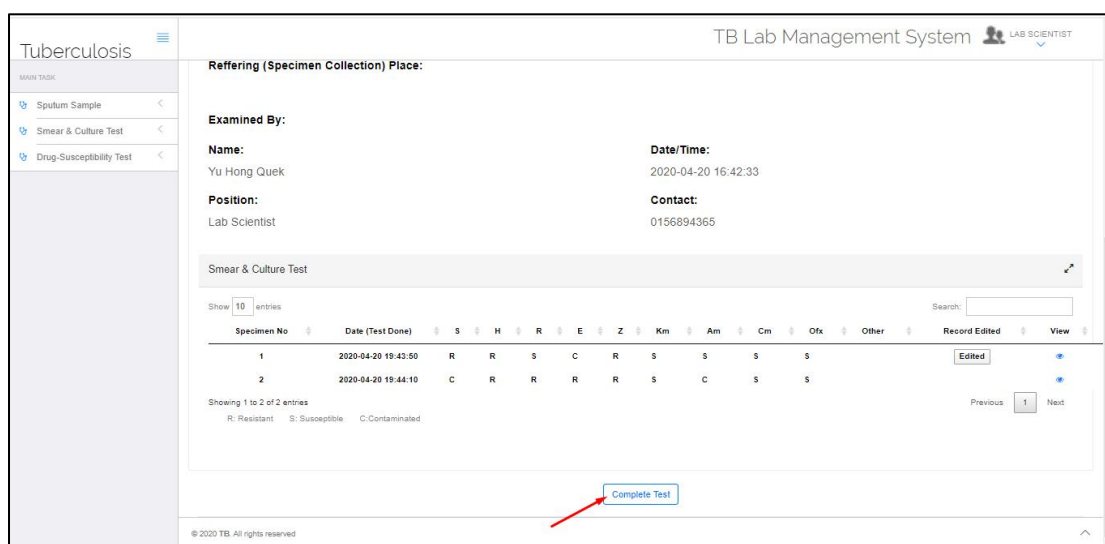 Tuberculosis
TB Lab Management System LAB SCIENTIST
MAIN TASK
Sputum Sample
Smear & Culture Test
Drug-Susceptibility Test
Reffering (Specimen Collection) Place:
Examined By:
Name: Date/Time:
Yu Hong Quek 2020-04-20 16:42:33
Position: Contact:
Lab Scientist 0156894365
Smear & Culture Test
Show 10 entries Search:
Specimen No Date (Test Done) S H R E Z Km Am Cm Ofx Other Record Edited View
1 2020-04-20 19:43:50 R R S C R S S S S Edited
2 2020-04-20 19:44:10 C R R R R S C S S
Showing 1 to 2 of 2 entries Previous 1 Next
R: Resistant S: Susceptible C:Contaminated
Complete Test
© 2020 TB. All rights reserved